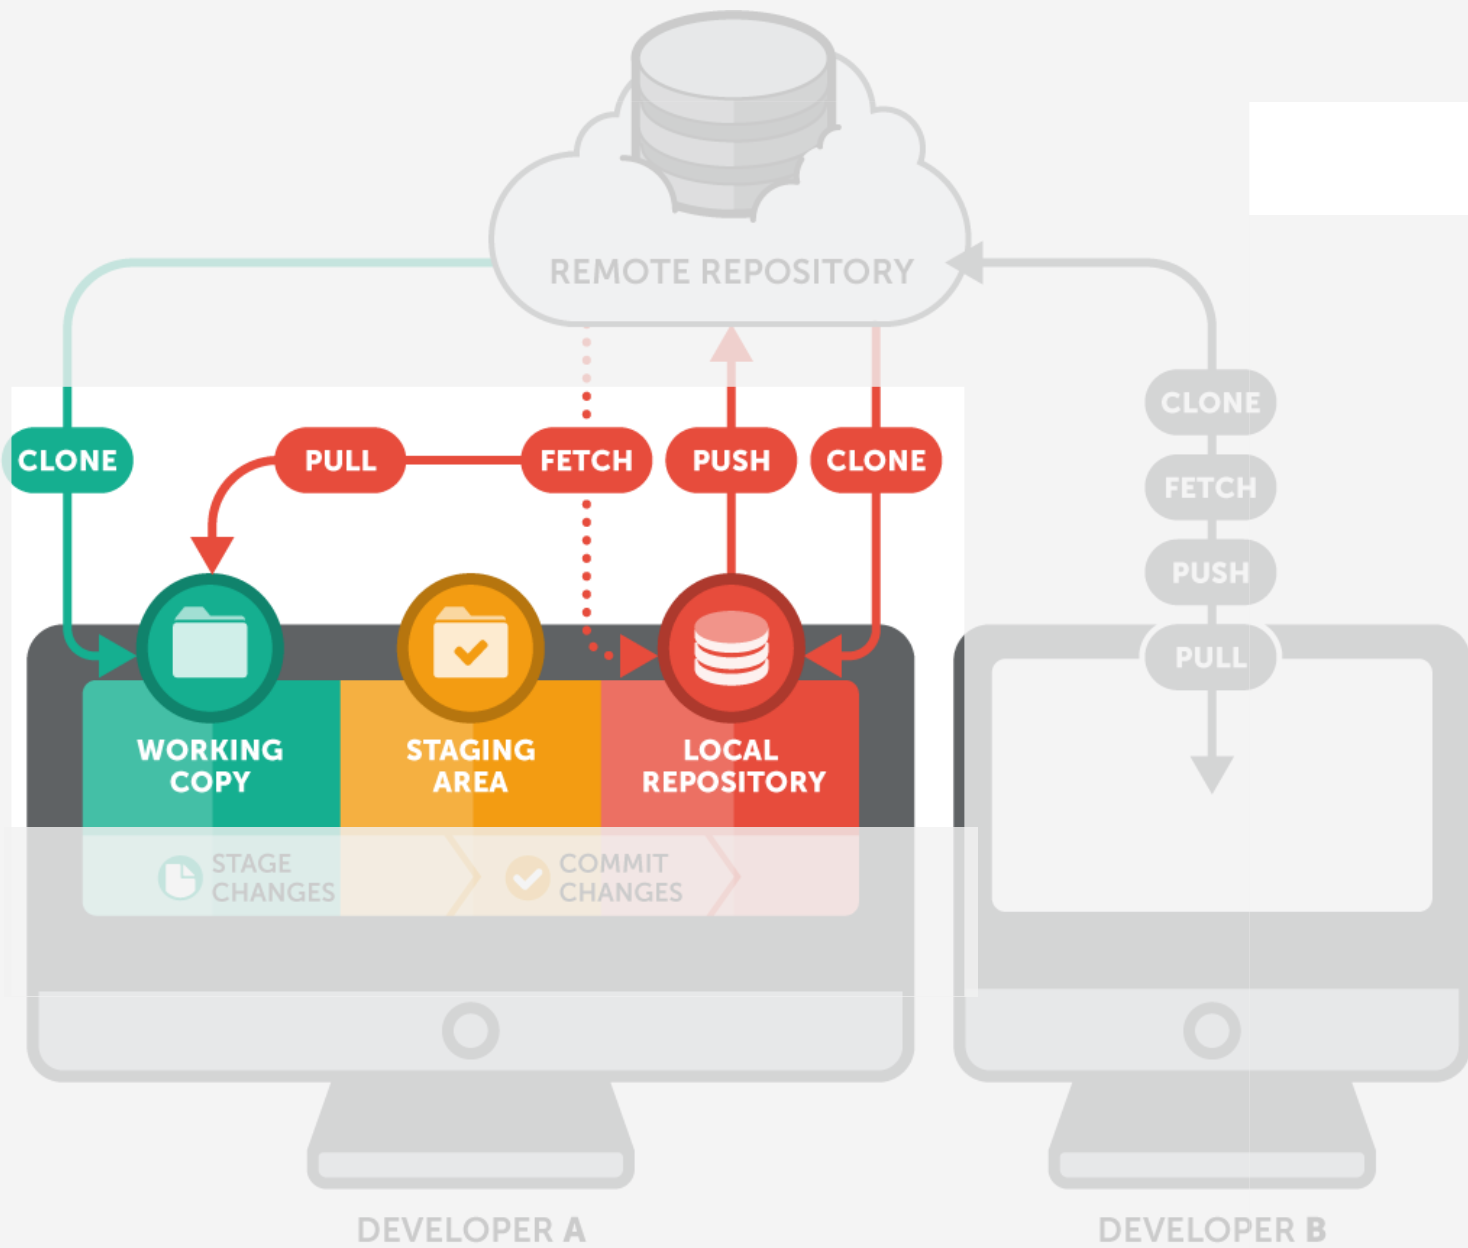 REMOTE REPOSITORY
CLONE
PULL
FETCH
PUSH
CLONE
CLONE
FETCH
PUSH
PULL
WORKING
COPY
STAGING
AREA
LOCAL
REPOSITORY
STAGE
CHANGES
COMMIT
CHANGES
DEVELOPER A
DEVELOPER B